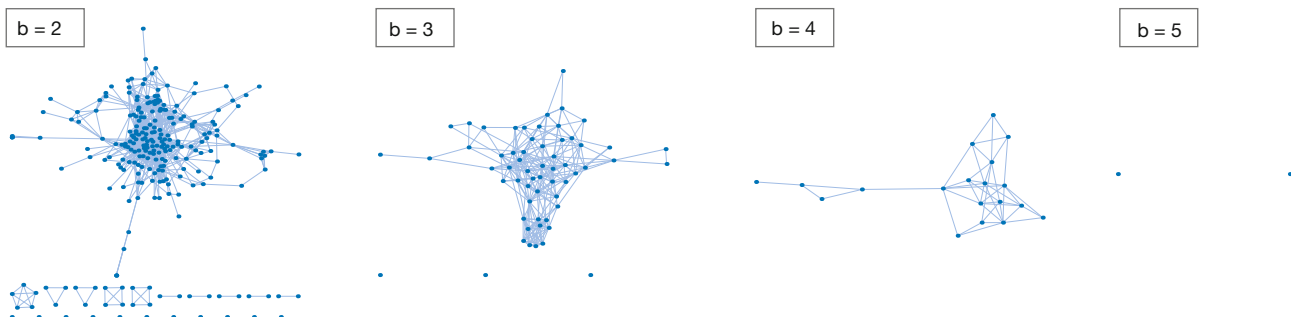 b = 2
b = 3
b = 4
b = 5